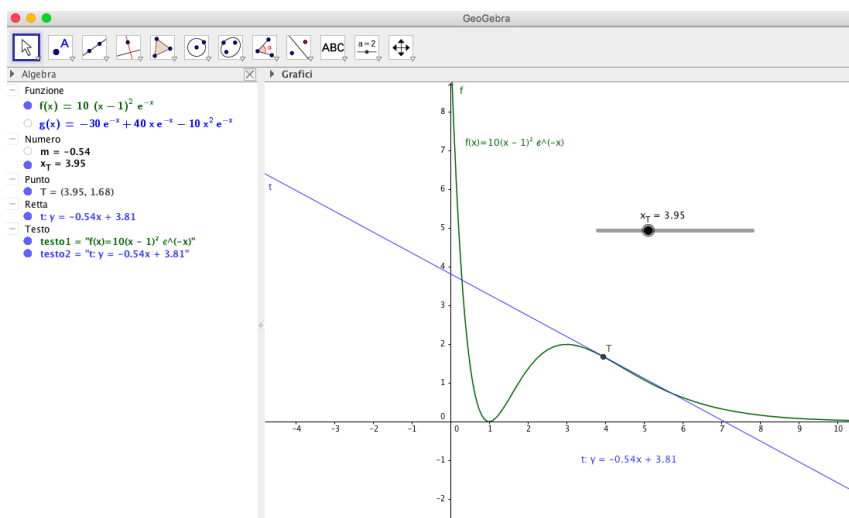 GeoGebra
A
α
ABC
a=2
Algebra
Grafici
Funzione
f(x) = 10 (x − 1)² e⁻ˣ
g(x) = −30 e⁻ˣ + 40 x e⁻ˣ − 10 x² e⁻ˣ
Numero
m = −0.54
x_T = 3.95
Punto
T = (3.95, 1.68)
Retta
t: y = −0.54x + 3.81
Testo
testo1 = "f(x)=10(x − 1)² e^(−x)"
testo2 = "t: y = −0.54x + 3.81"
f
8
f(x)=10(x − 1)² e^(−x)
7
t
6
x_T = 3.95
5
4
3
2
T
1
0
−4 −3 −2 −1 0 1 2 3 4 5 6 7 8 9 10
−1
t: y = −0.54x + 3.81
−2